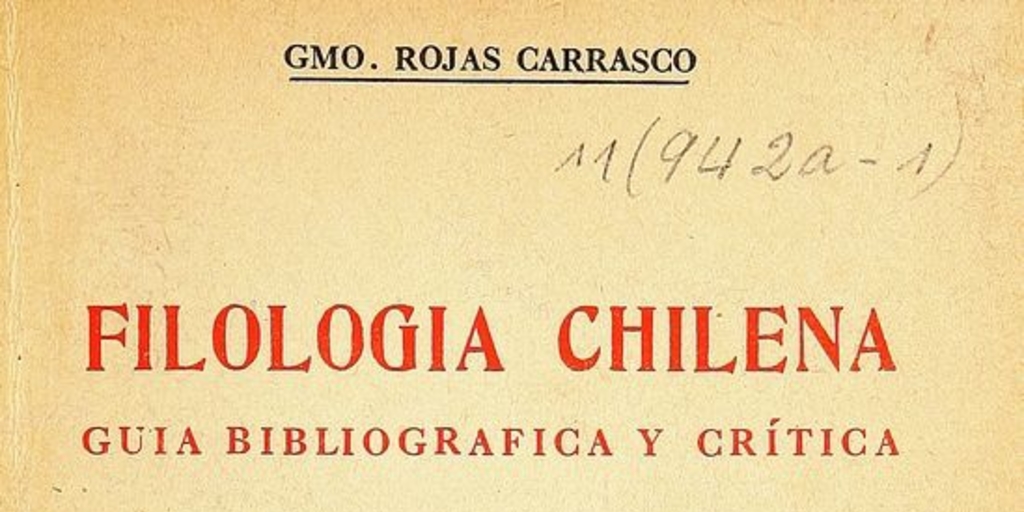 GMO. ROJAS CARRASCO
11(942a-1)
FILOLOGIA CHILENA
GUIA BIBLIOGRAFICA Y CRÍTICA